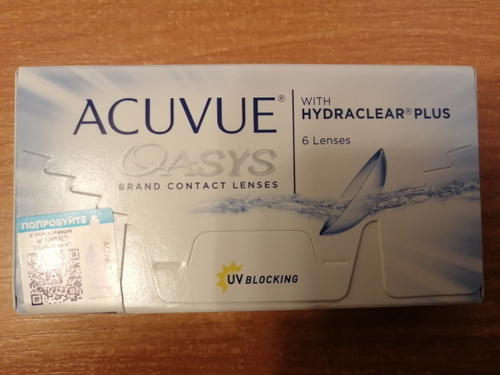 ACUVUE®
OASYS
BRAND CONTACT LENSES
WITH
HYDRACLEAR® PLUS
6 Lenses
ПОПРОБУЙТЕ
UV BLOCKING